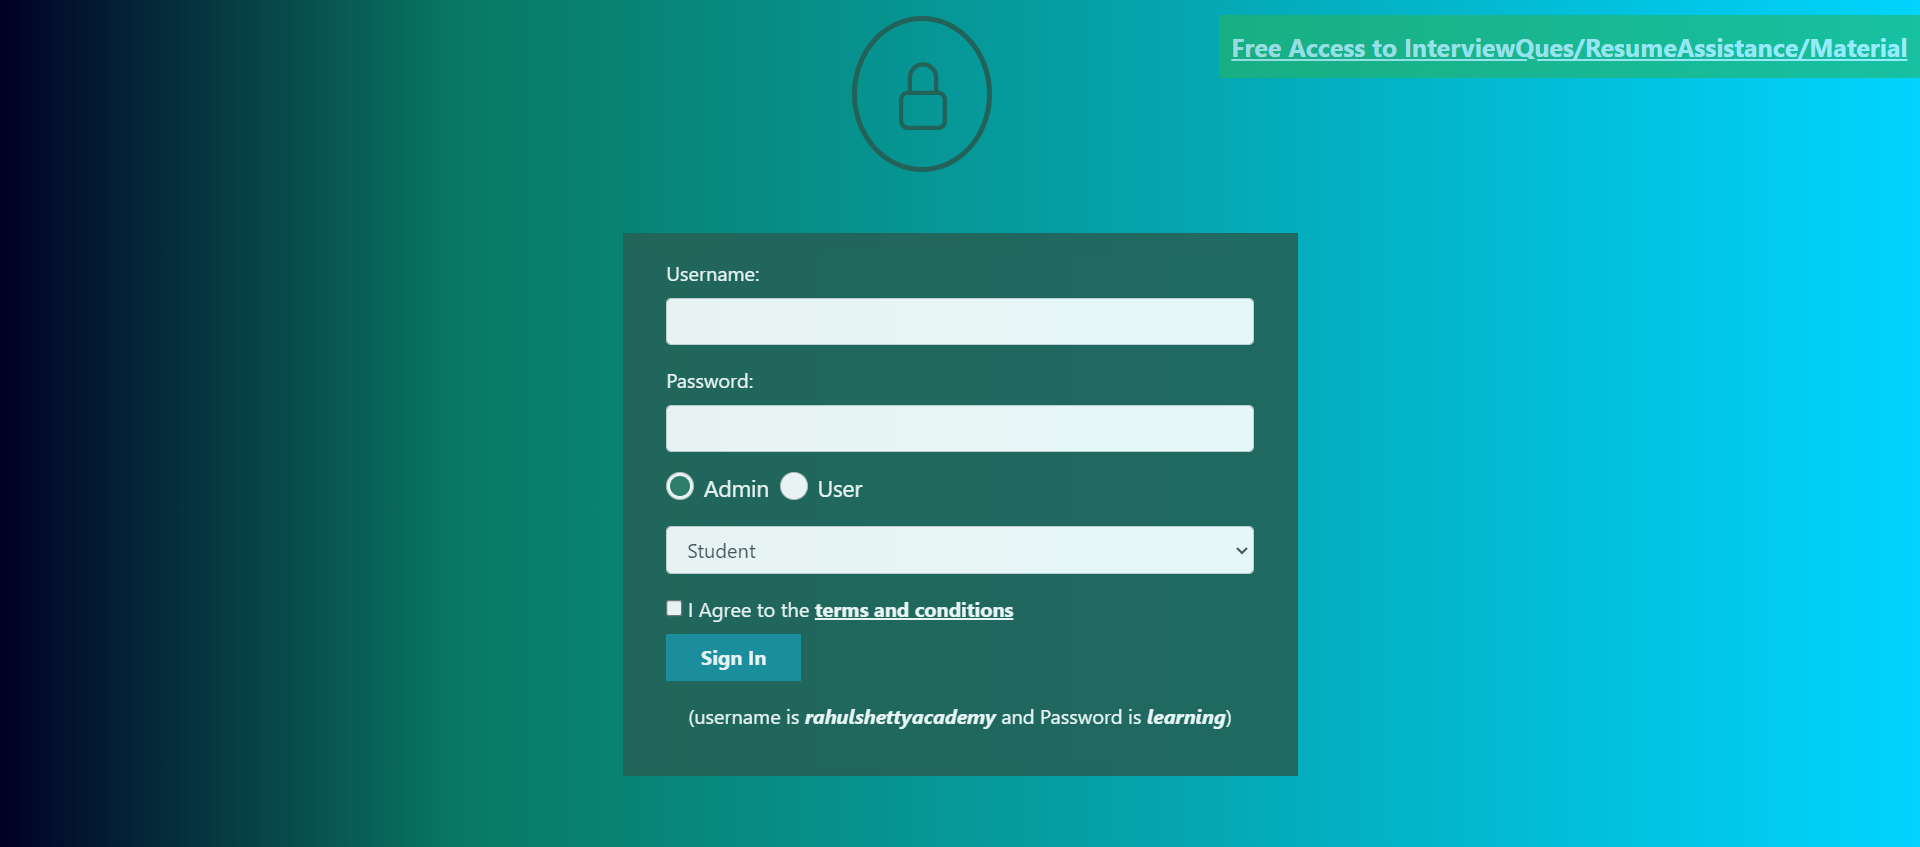 Free Access to InterviewQues/ResumeAssistance/Material
Username:
Password:
Admin User
Student
I Agree to the terms and conditions
Sign In
(username is rahulshettyacademy and Password is learning)